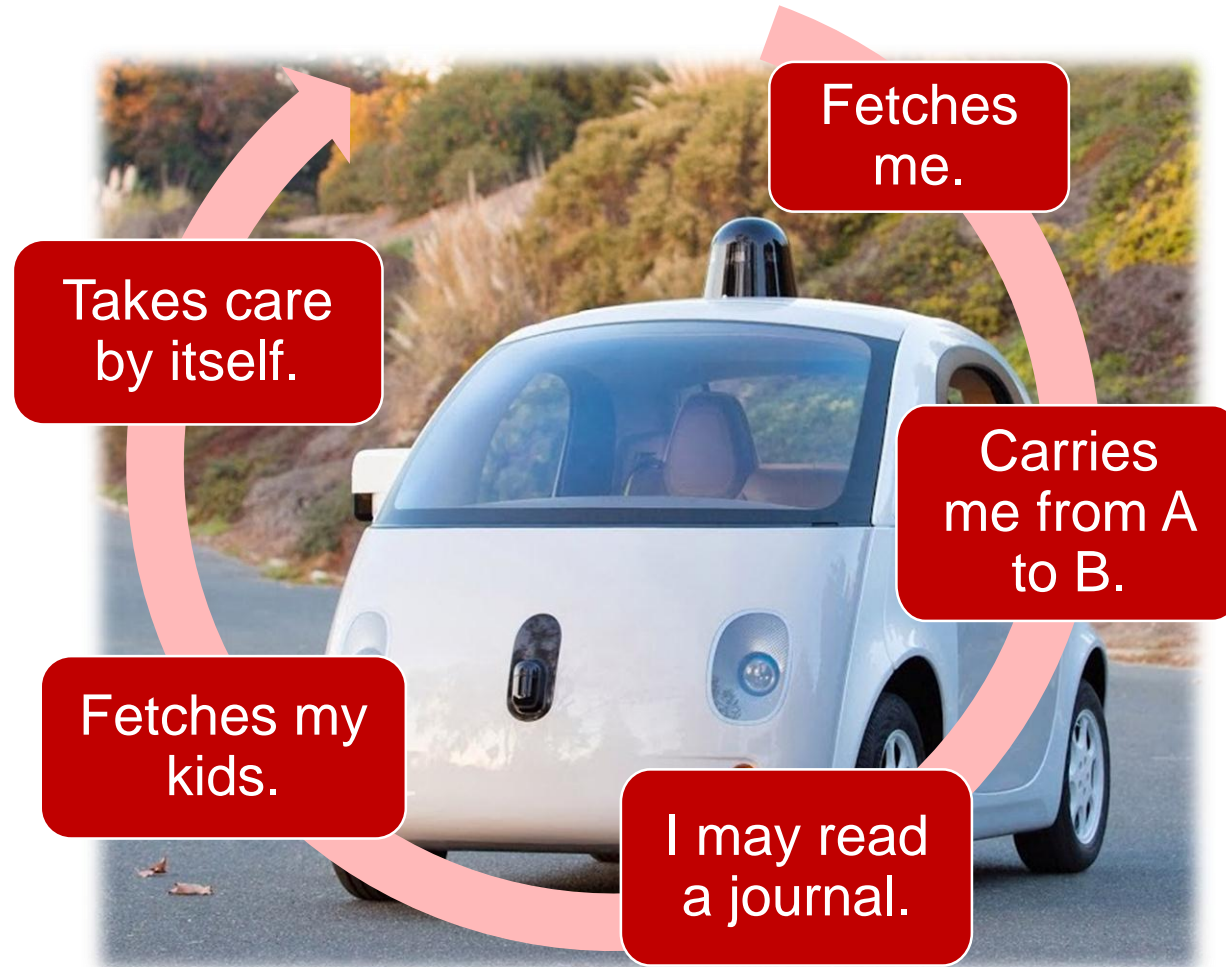 Fetches
me.
Carries
me from A
to B.
I may read
a journal.
Fetches my
kids.
Takes care
by itself.